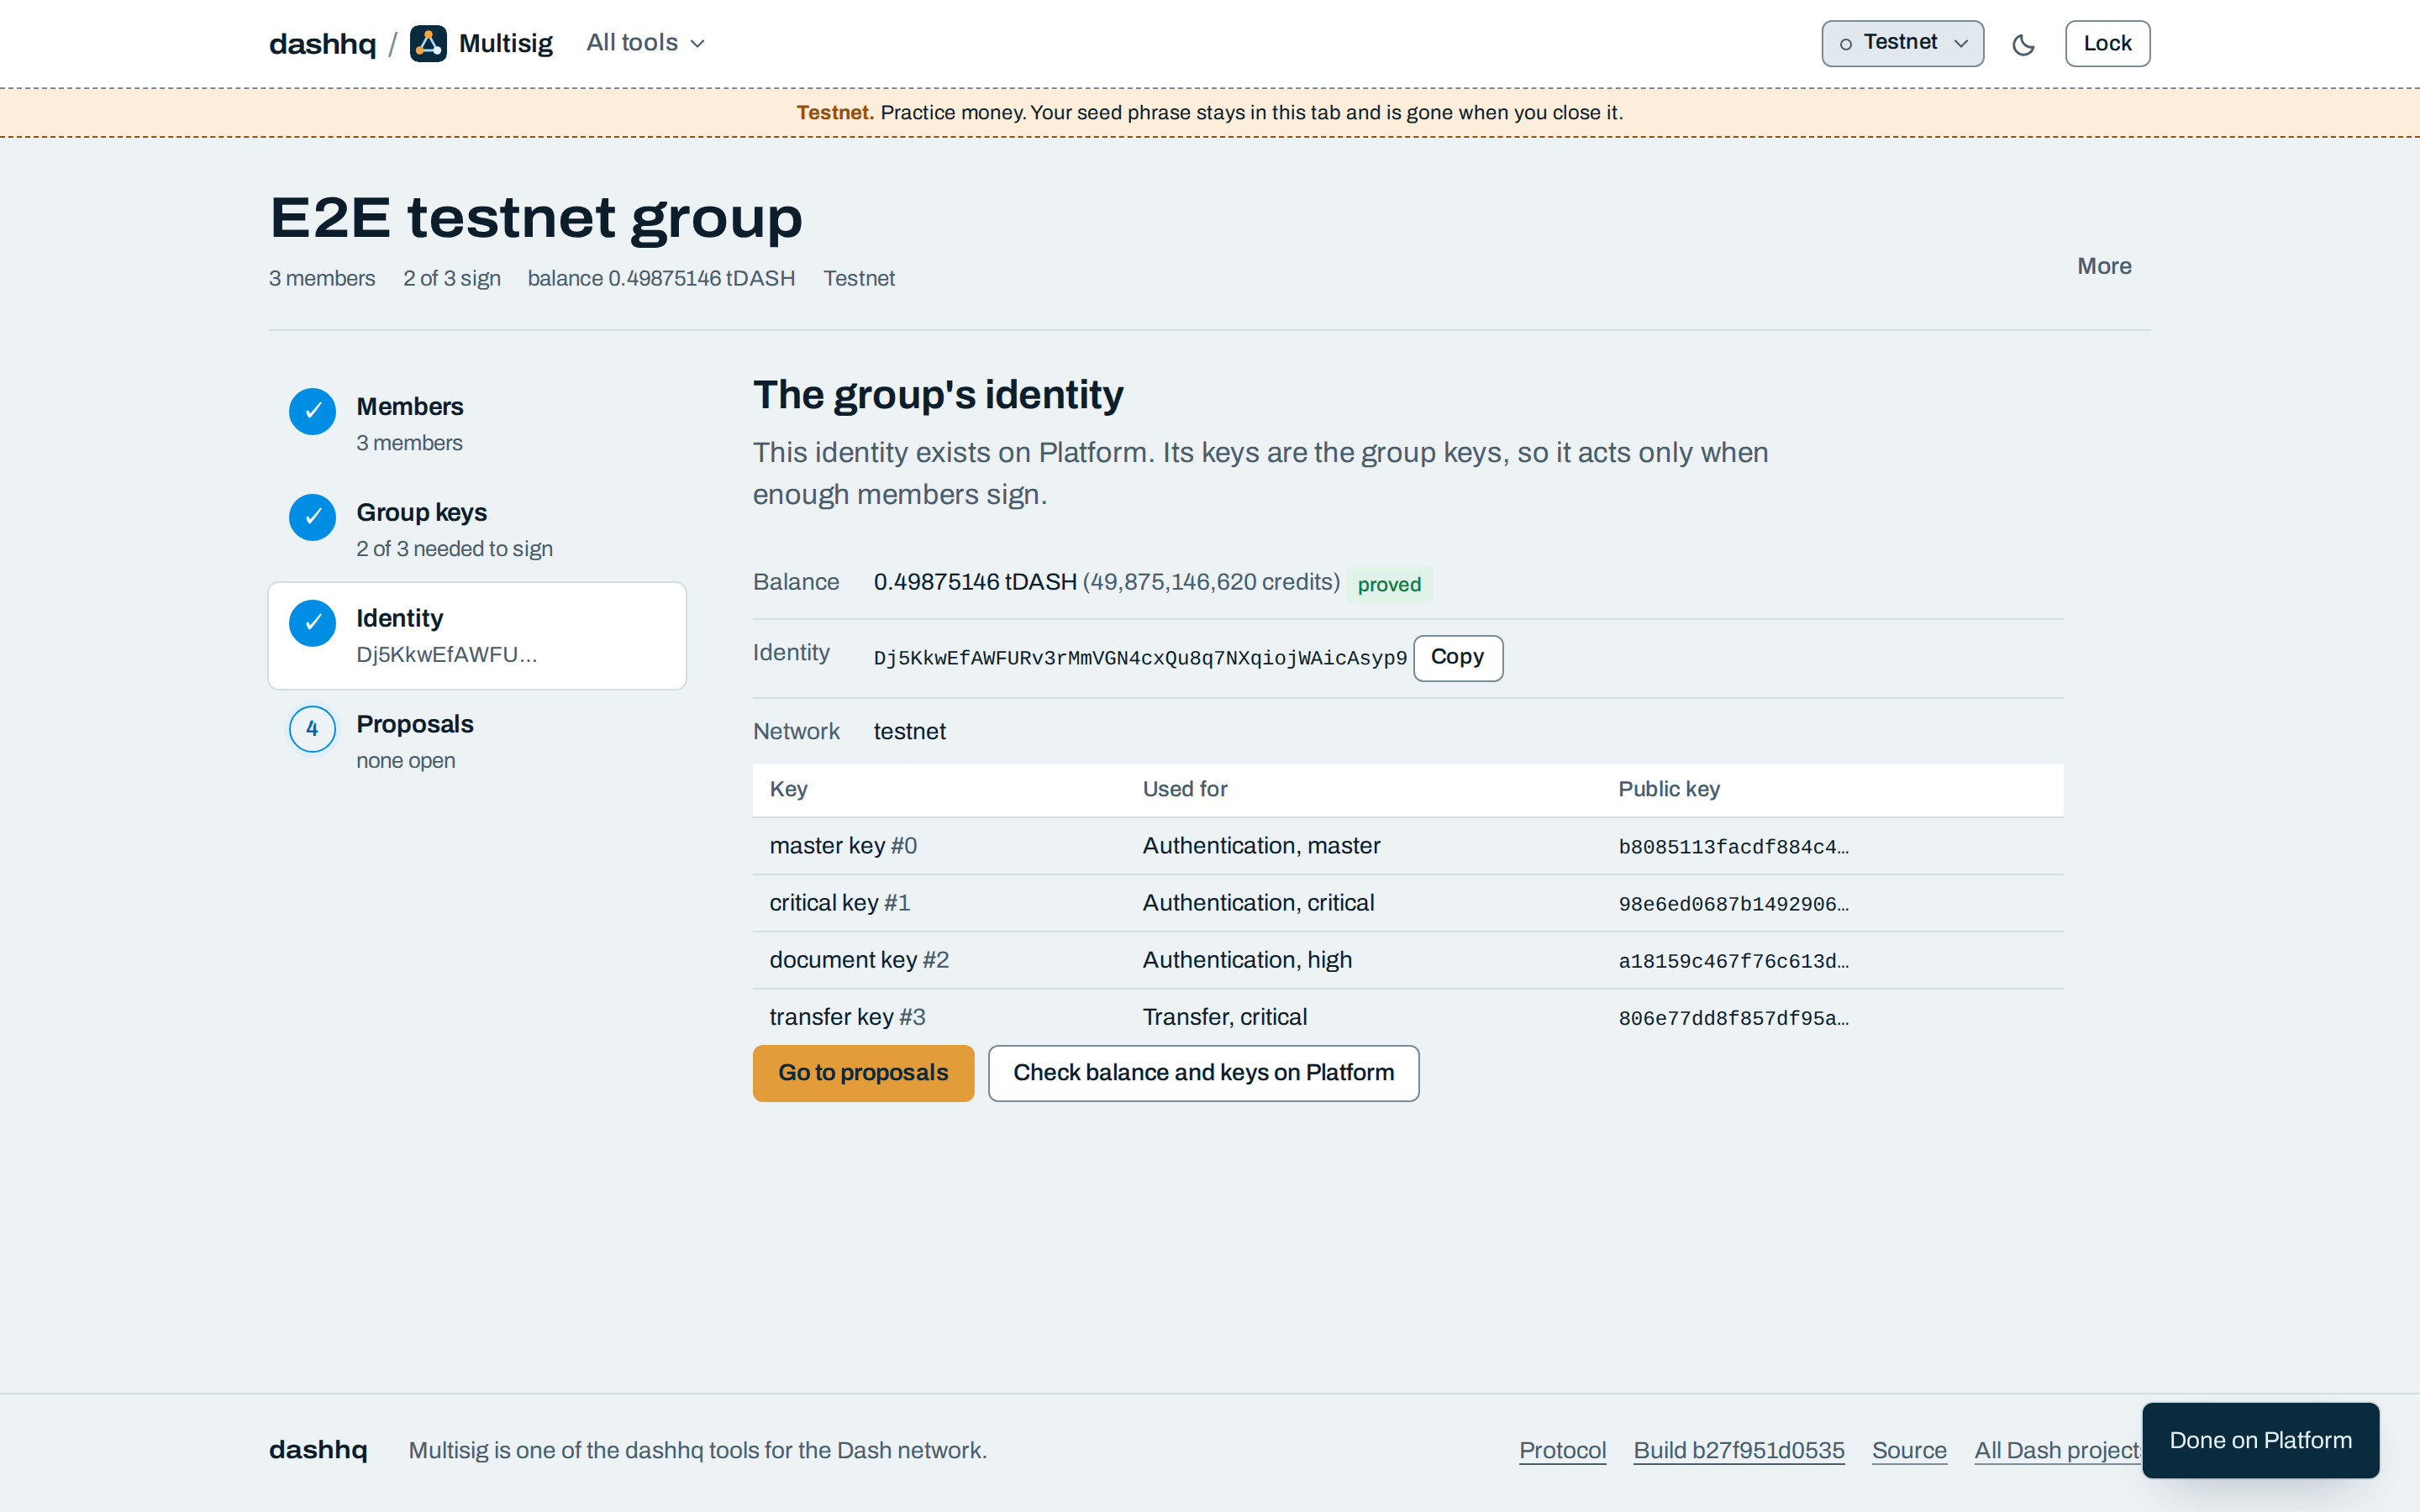 dashhq / Multisig All tools Testnet Lock
Testnet. Practice money. Your seed phrase stays in this tab and is gone when you close it.
E2E testnet group
3 members 2 of 3 sign balance 0.49875146 tDASH Testnet
More
Members
3 members
Group keys
2 of 3 needed to sign
Identity
Dj5KkwEfAWFU...
4 Proposals
none open
The group's identity
This identity exists on Platform. Its keys are the group keys, so it acts only when
enough members sign.
Balance 0.49875146 tDASH (49,875,146,620 credits) proved
Identity Dj5KkwEfAWFURv3rMmVGN4cxQu8q7NXqiojWAicAsyp9 Copy
Network testnet
Key Used for Public key
master key #0 Authentication, master b8085113facdf884c4…
critical key #1 Authentication, critical 98e6ed0687b1492906…
document key #2 Authentication, high a18159c467f76c613d…
transfer key #3 Transfer, critical 806e77dd8f857df95a…
Go to proposals Check balance and keys on Platform
dashhq Multisig is one of the dashhq tools for the Dash network. Protocol Build b27f951d0535 Source All Dash projects
Done on Platform